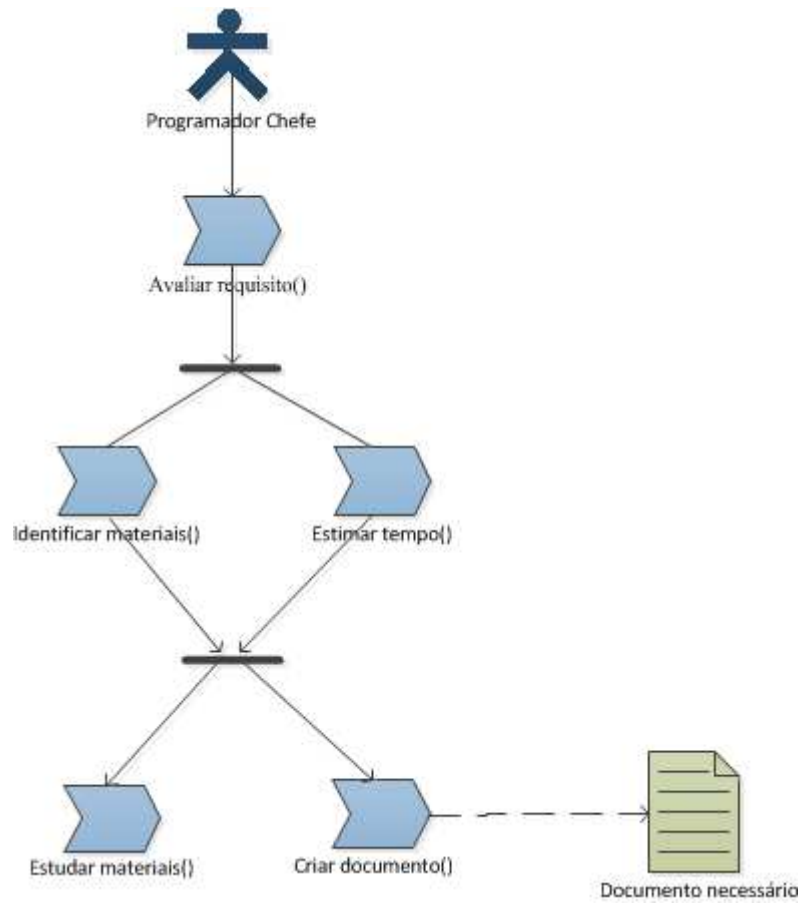 Programador Chefe
Avaliar requisito()
Identificar materiais()
Estimar tempo()
Estudar materiais()
Criar documento()
Documento necessário